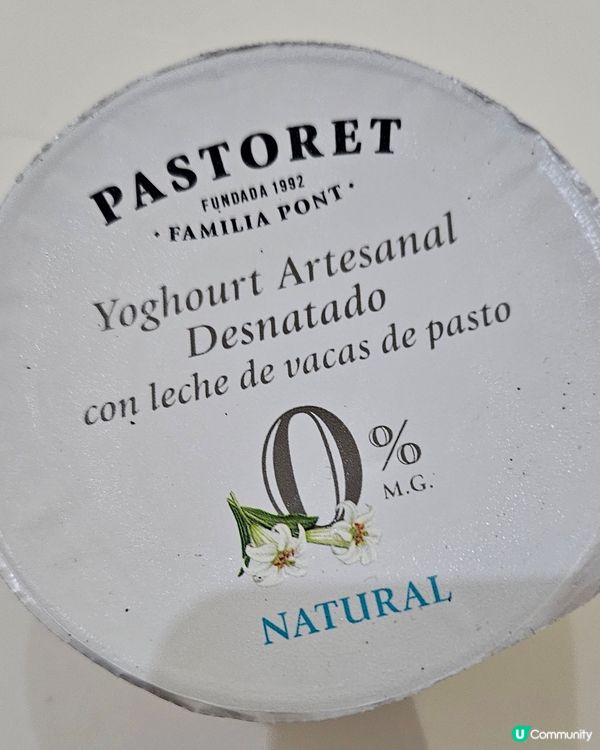 PASTORET
FUNDADA 1992
· FAMILIA PONT ·
Yoghourt Artesanal
Desnatado
con leche de vacas de pasto
0%
M.G.
NATURAL
U Community